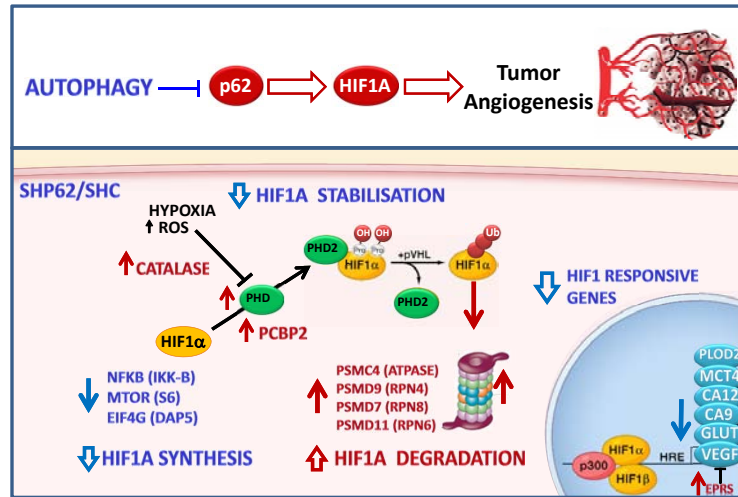 AUTOPHAGY
p62
HIF1A
Tumor
Angiogenesis
SHP62/SHC
HIF1A STABILISATION
HYPOXIA
ROS
CATALASE
PHD
PCBP2
HIF1α
PHD2
OH OH
Pro Pro
HIF1α
+pVHL
PHD2
Ub
HIF1α
HIF1 RESPONSIVE
GENES
NFKB (IKK-B)
MTOR (S6)
EIF4G (DAP5)
HIF1A SYNTHESIS
PSMC4 (ATPASE)
PSMD9 (RPN4)
PSMD7 (RPN8)
PSMD11 (RPN6)
HIF1A DEGRADATION
PLOD2
MCT4
CA12
CA9
GLUT
VEGF
p300
HIF1α
HIF1β
HRE
EPRS